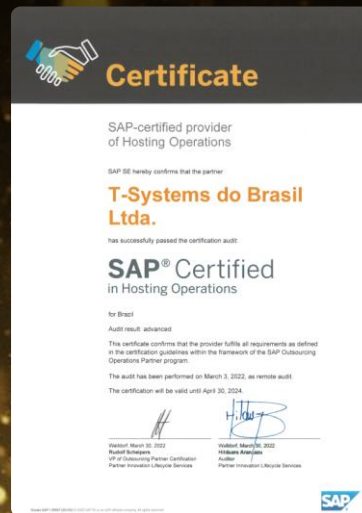 Certificate
SAP-certified provider
of Hosting Operations
SAP SE hereby confirms that the partner
T-Systems do Brasil
Ltda.
has successfully passed the certification audit:
SAP® Certified
in Hosting Operations
for Brazil
Audit result: advanced
This certificate confirms that the provider fulfils all requirements as defined
in the certification guidelines within the framework of the SAP Outsourcing
Operations Partner program.
The audit has been performed on March 3, 2022, as remote audit.
The certification will be valid until April 30, 2024.
Walldorf, March 30, 2022
Rudolf Scheipers
VP of Outsourcing Partner Certification
Partner Innovation Lifecycle Services
Walldorf, March 30, 2022
Auditor
Partner Innovation Lifecycle Services
SAP